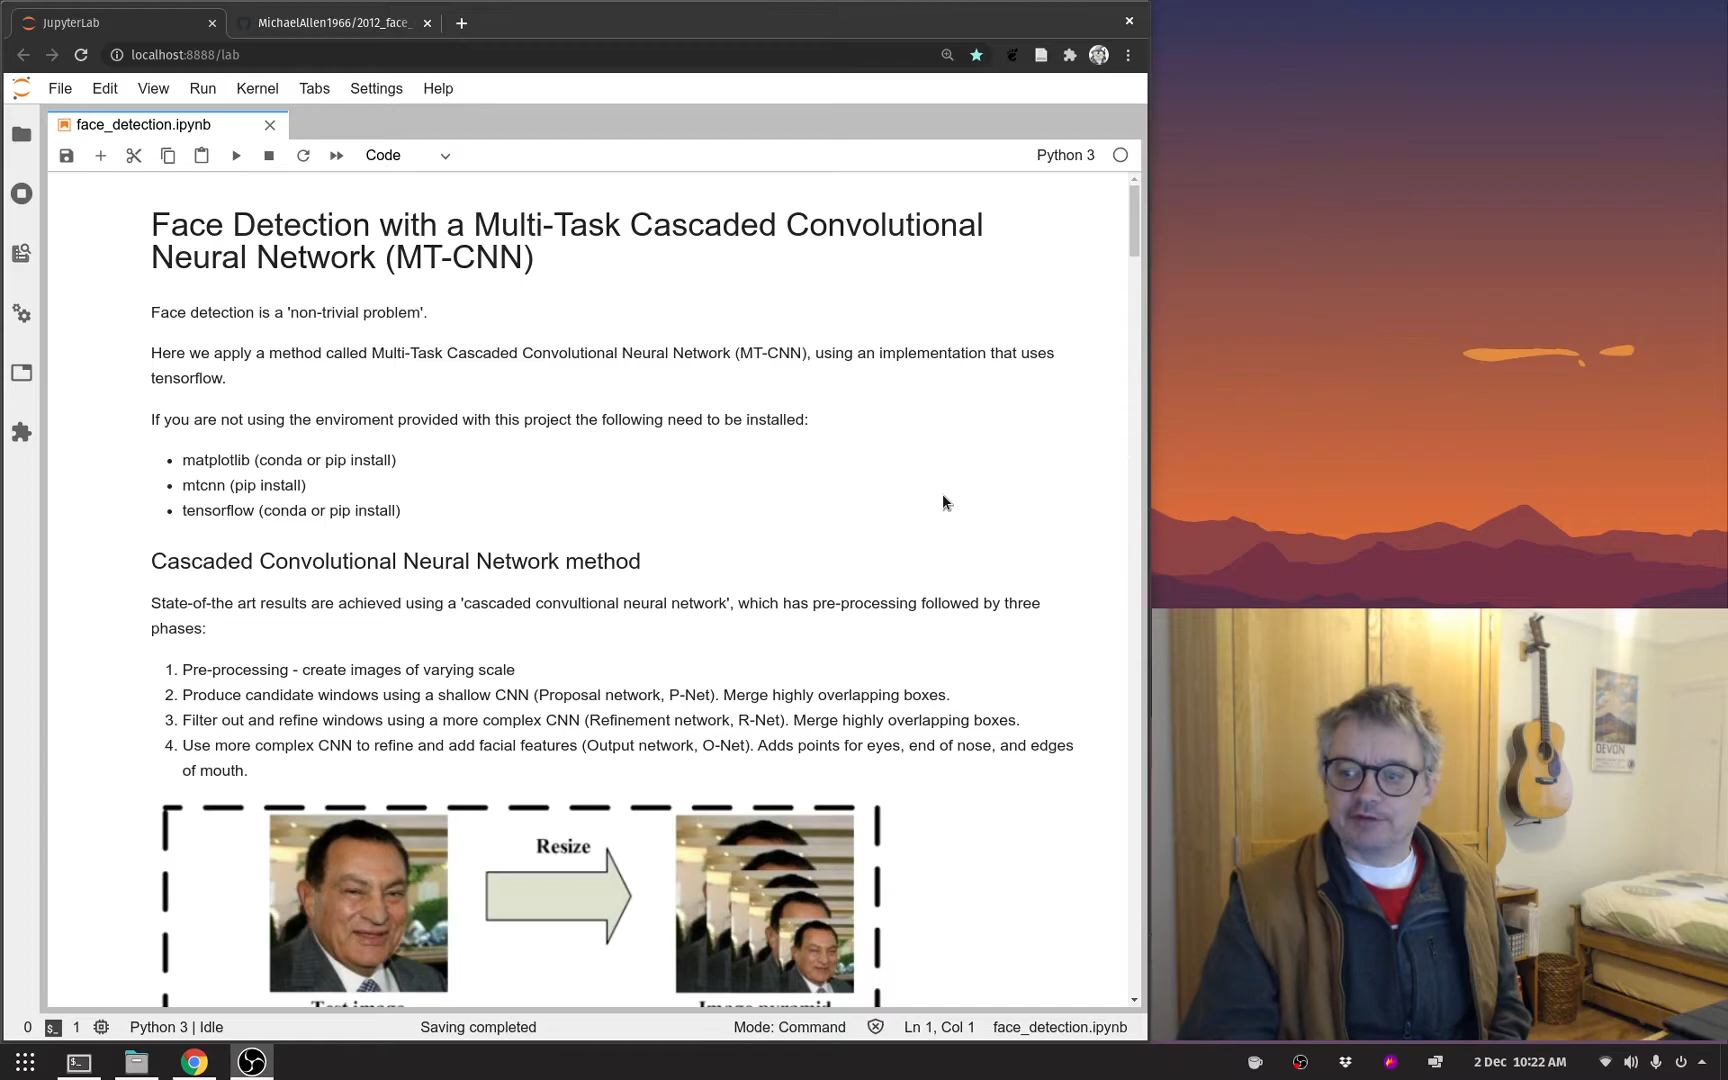 JupyterLab
MichaelAllen1966/2012_face_
localhost:8888/lab
File Edit View Run Kernel Tabs Settings Help
face_detection.ipynb
Code
Python 3
Face Detection with a Multi-Task Cascaded Convolutional
Neural Network (MT-CNN)
Face detection is a 'non-trivial problem'.
Here we apply a method called Multi-Task Cascaded Convolutional Neural Network (MT-CNN), using an implementation that uses
tensorflow.
If you are not using the enviroment provided with this project the following need to be installed:
• matplotlib (conda or pip install)
• mtcnn (pip install)
• tensorflow (conda or pip install)
Cascaded Convolutional Neural Network method
State-of-the art results are achieved using a 'cascaded convultional neural network', which has pre-processing followed by three
phases:
1. Pre-processing - create images of varying scale
2. Produce candidate windows using a shallow CNN (Proposal network, P-Net). Merge highly overlapping boxes.
3. Filter out and refine windows using a more complex CNN (Refinement network, R-Net). Merge highly overlapping boxes.
4. Use more complex CNN to refine and add facial features (Output network, O-Net). Adds points for eyes, end of nose, and edges
of mouth.
Resize
Test image
Image pyramid
DEVON
0 $_ 1 Python 3 | Idle Saving completed Mode: Command Ln 1, Col 1 face_detection.ipynb
2 Dec 10:22 AM